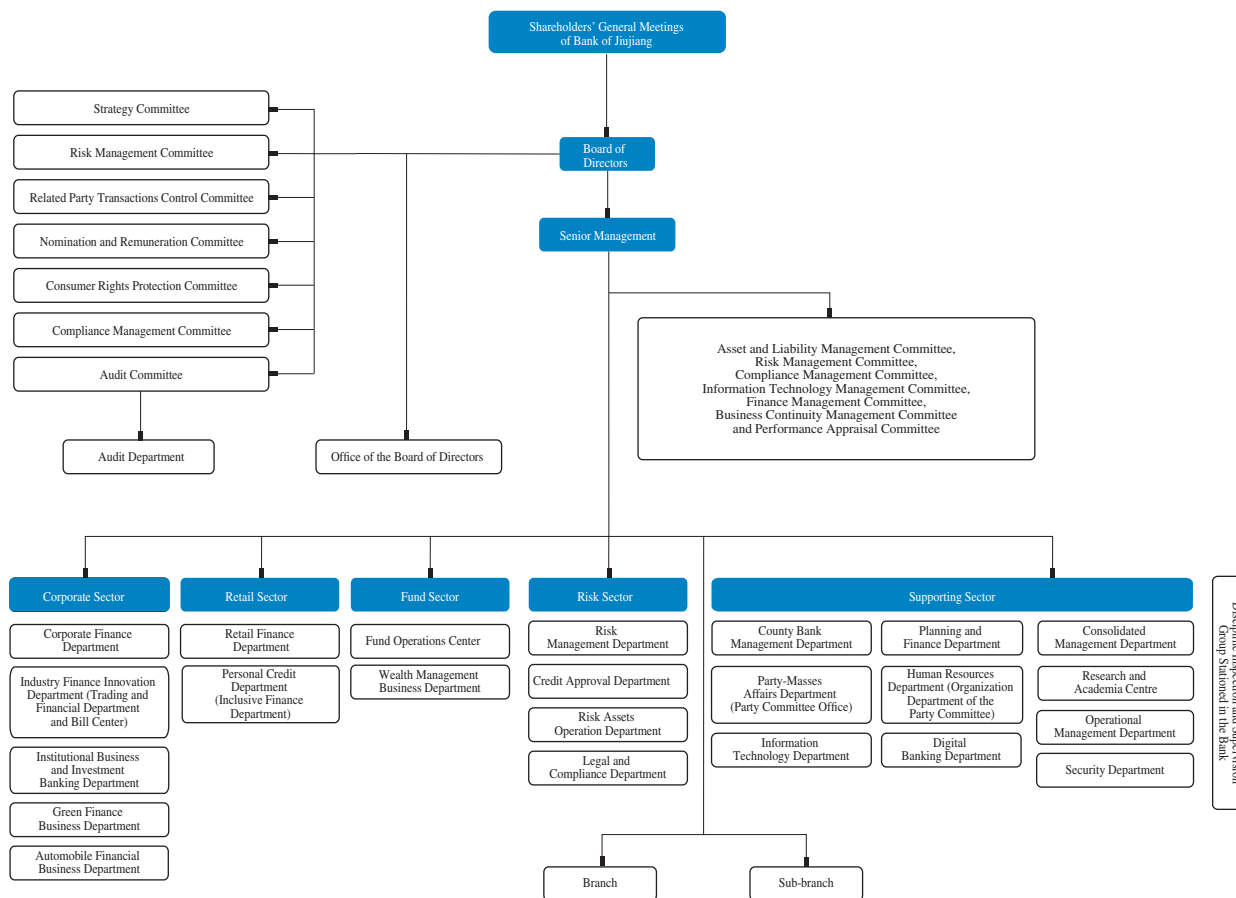 Shareholders' General Meetings
of Bank of Jiujiang
Strategy Committee
Risk Management Committee
Related Party Transactions Control Committee
Nomination and Remuneration Committee
Consumer Rights Protection Committee
Compliance Management Committee
Audit Committee
Board of
Directors
Senior Management
Asset and Liability Management Committee,
Risk Management Committee,
Compliance Management Committee,
Information Technology Management Committee,
Finance Management Committee,
Business Continuity Management Committee
and Performance Appraisal Committee
Audit Department
Office of the Board of Directors
Corporate Sector
Corporate Finance
Department
Industry Finance Innovation
Department (Trading and
Financial Department
and Bill Center)
Institutional Business
and Investment
Banking Department
Green Finance
Business Department
Automobile Financial
Business Department
Retail Sector
Retail Finance
Department
Personal Credit
Department
(Inclusive Finance
Department)
Fund Sector
Fund Operations Center
Wealth Management
Business Department
Risk Sector
Risk
Management Department
Credit Approval Department
Risk Assets
Operation Department
Legal and
Compliance Department
Supporting Sector
County Bank
Management Department
Party-Masses
Affairs Department
(Party Committee Office)
Information
Technology Department
Planning and
Finance Department
Human Resources
Department (Organization
Department of the
Party Committee)
Digital
Banking Department
Consolidated
Management Department
Research and
Academia Centre
Operational
Management Department
Security Department
Discipline Inspection and Supervision
Group Stationed in the Bank
Branch
Sub-branch